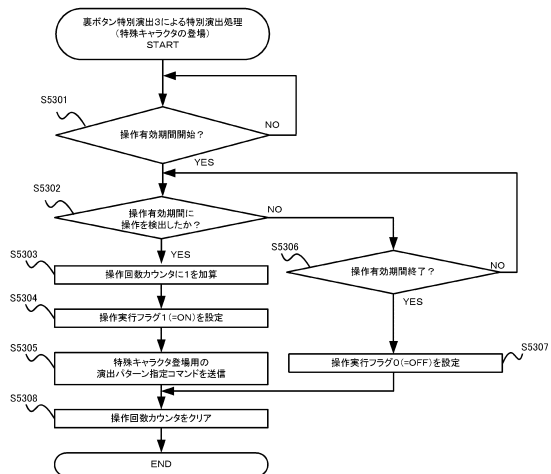 裏ボタン特別演出3による特別演出処理
(特殊キャラクタの登場)
START
S5301
操作有効期間開始？
NO
YES
S5302
操作有効期間に
操作を検出したか？
NO
YES
S5303
操作回数カウンタに1を加算
S5304
操作実行フラグ1(=ON)を設定
S5305
特殊キャラクタ登場用の
演出パターン指定コマンドを送信
S5306
操作有効期間終了？
NO
YES
S5307
操作実行フラグ0(=OFF)を設定
S5308
操作回数カウンタをクリア
END